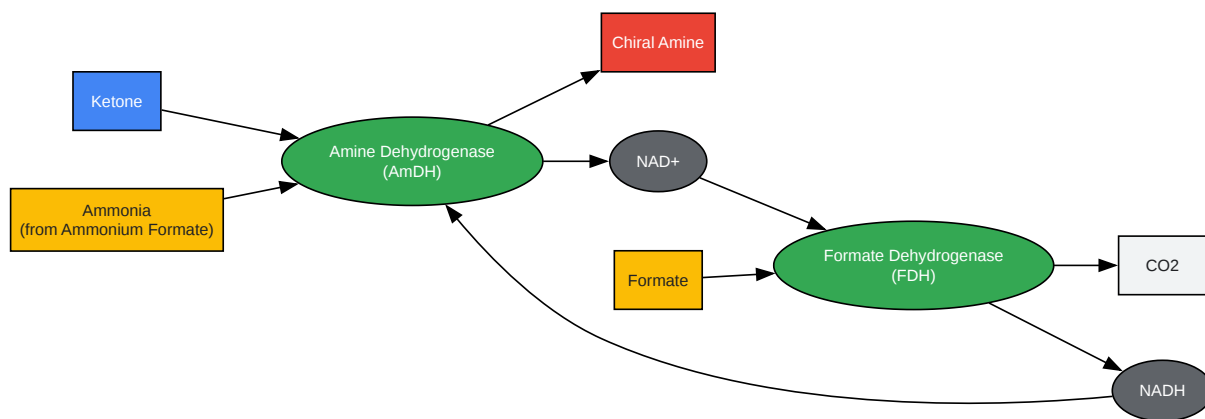 Chiral Amine
Ketone
Amine Dehydrogenase
(AmDH)
NAD+
Ammonia
(from Ammonium Formate)
Formate Dehydrogenase
(FDH)
Formate
CO2
NADH